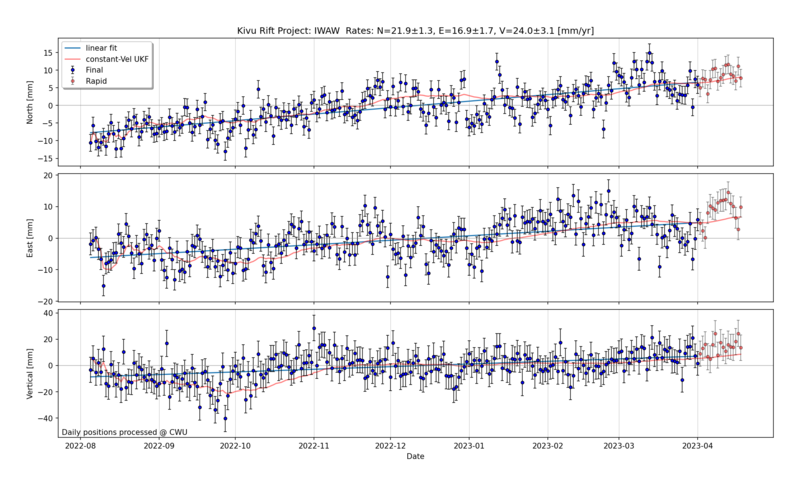 Kivu Rift Project: IWAW Rates: N=21.9±1.3, E=16.9±1.7, V=24.0±3.1 [mm/yr]
linear fit
constant-Vel UKF
Final
Rapid
North [mm]
15
10
5
0
−5
−10
−15
East [mm]
20
10
0
−10
−20
Vertical [mm]
40
20
0
−20
−40
Daily positions processed @ CWU
2022-08
2022-09
2022-10
2022-11
2022-12
2023-01
2023-02
2023-03
2023-04
Date